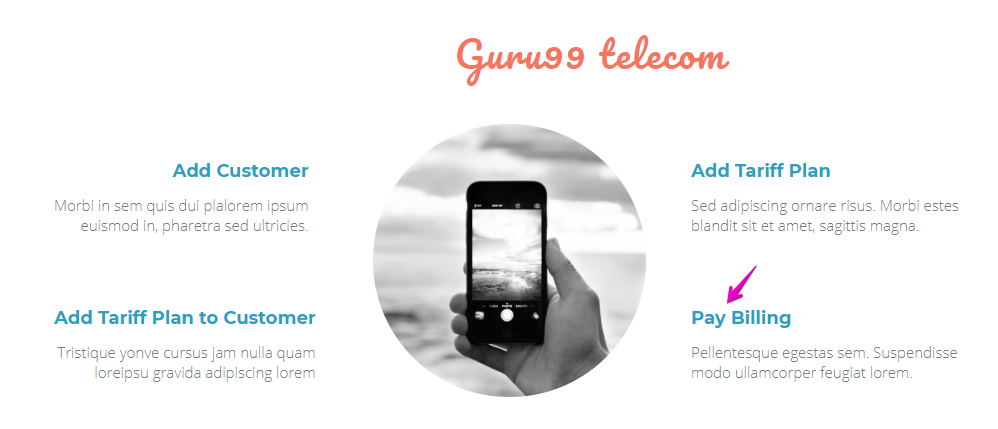 Guru99 telecom
Add Customer
Morbi in sem quis dui plalorem ipsum
euismod in, pharetra sed ultricies.
Add Tariff Plan
Sed adipiscing ornare risus. Morbi estes
blandit sit et amet, sagittis magna.
Add Tariff Plan to Customer
Tristique yonve cursus jam nulla quam
loreipsu gravida adipiscing lorem
Pay Billing
Pellentesque egestas sem. Suspendisse
modo ullamcorper feugiat lorem.